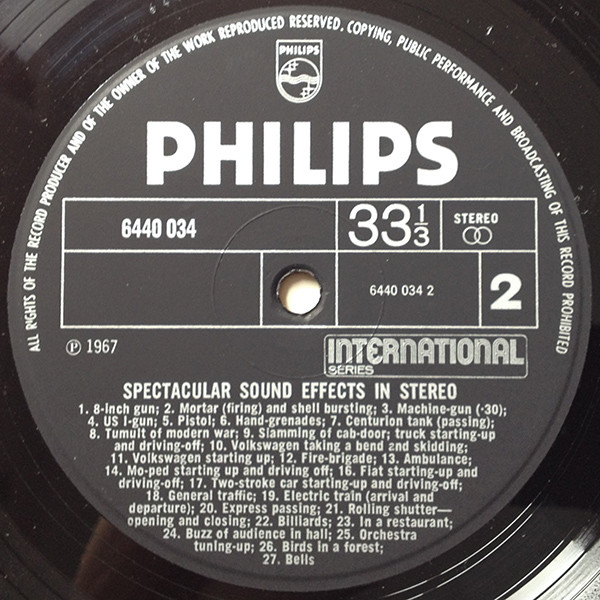 ALL RIGHTS OF THE RECORD PRODUCER AND OF THE OWNER OF THE WORK REPRODUCED RESERVED. COPYING, PUBLIC PERFORMANCE AND BROADCASTING OF THIS RECORD PROHIBITED
PHILIPS
PHILIPS
6440 034
33 1/3
STEREO
6440 034 2
2
Ⓟ 1967
INTERNATIONAL
SERIES
SPECTACULAR SOUND EFFECTS IN STEREO
1. 8-inch gun; 2. Mortar (firing) and shell bursting; 3. Machine-gun (·30);
4. US I-gun; 5. Pistol; 6. Hand-grenades; 7. Centurion tank (passing);
8. Tumult of modern war; 9. Slamming of cab-door; truck starting-up
and driving-off; 10. Volkswagen taking a bend and skidding;
11. Volkswagen starting up; 12. Fire-brigade; 13. Ambulance;
14. Mo-ped starting up and driving off; 16. Fiat starting-up and
driving-off; 17. Two-stroke car starting-up and driving-off;
18. General traffic; 19. Electric train (arrival and
departure); 20. Express passing; 21. Rolling shutter—
opening and closing; 22. Billiards; 23. In a restaurant;
24. Buzz of audience in hall; 25. Orchestra
tuning-up; 26. Birds in a forest;
27. Bells